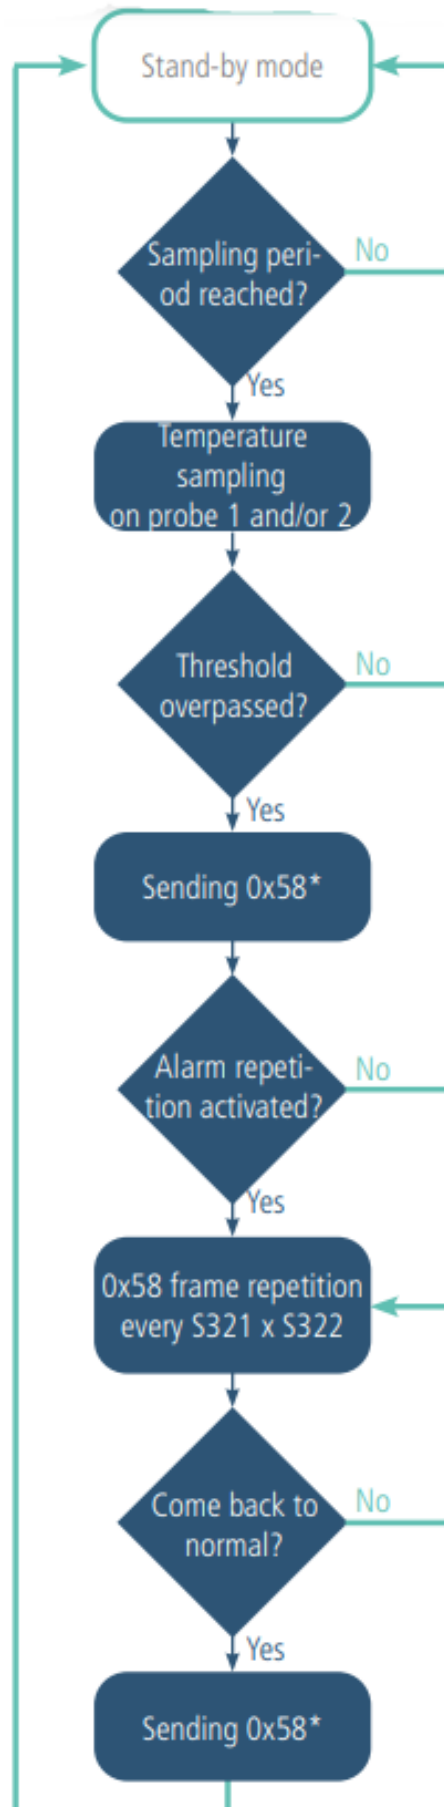 Stand-by mode
Sampling peri-
od reached?
No
Yes
Temperature
sampling
on probe 1 and/or 2
Threshold
overpassed?
No
Yes
Sending 0x58*
Alarm repeti-
tion activated?
No
Yes
0x58 frame repetition
every S321 x S322
Come back to
normal?
No
Yes
Sending 0x58*